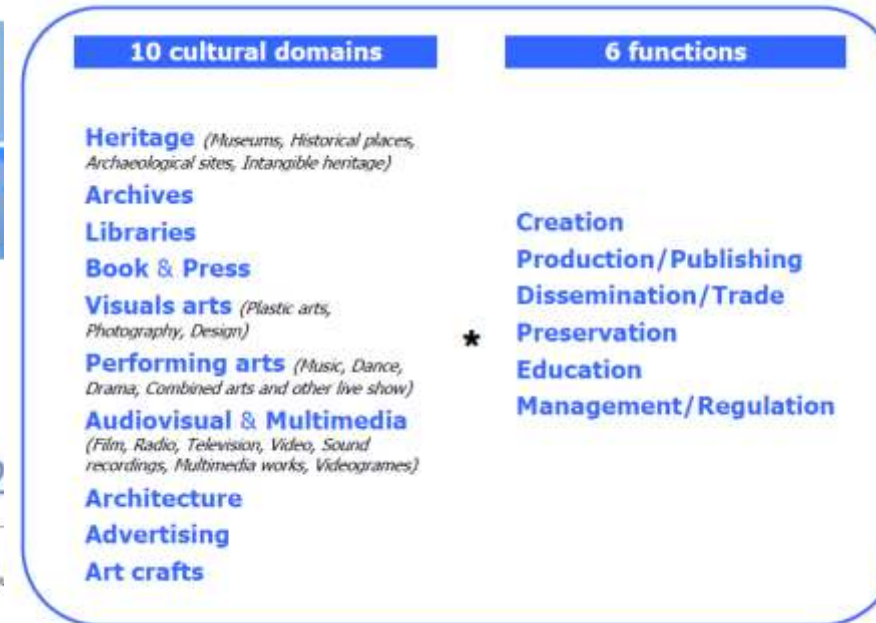 10 cultural domains
Heritage (Museums, Historical places,
Archaeological sites, Intangible heritage)
Archives
Libraries
Book & Press
Visuals arts (Plastic arts,
Photography, Design)
Performing arts (Music, Dance,
Drama, Combined arts and other live show)
Audiovisual & Multimedia
(Film, Radio, Television, Video, Sound
recordings, Multimedia works, Videogrames)
Architecture
Advertising
Art crafts
*
6 functions
Creation
Production/Publishing
Dissemination/Trade
Preservation
Education
Management/Regulation